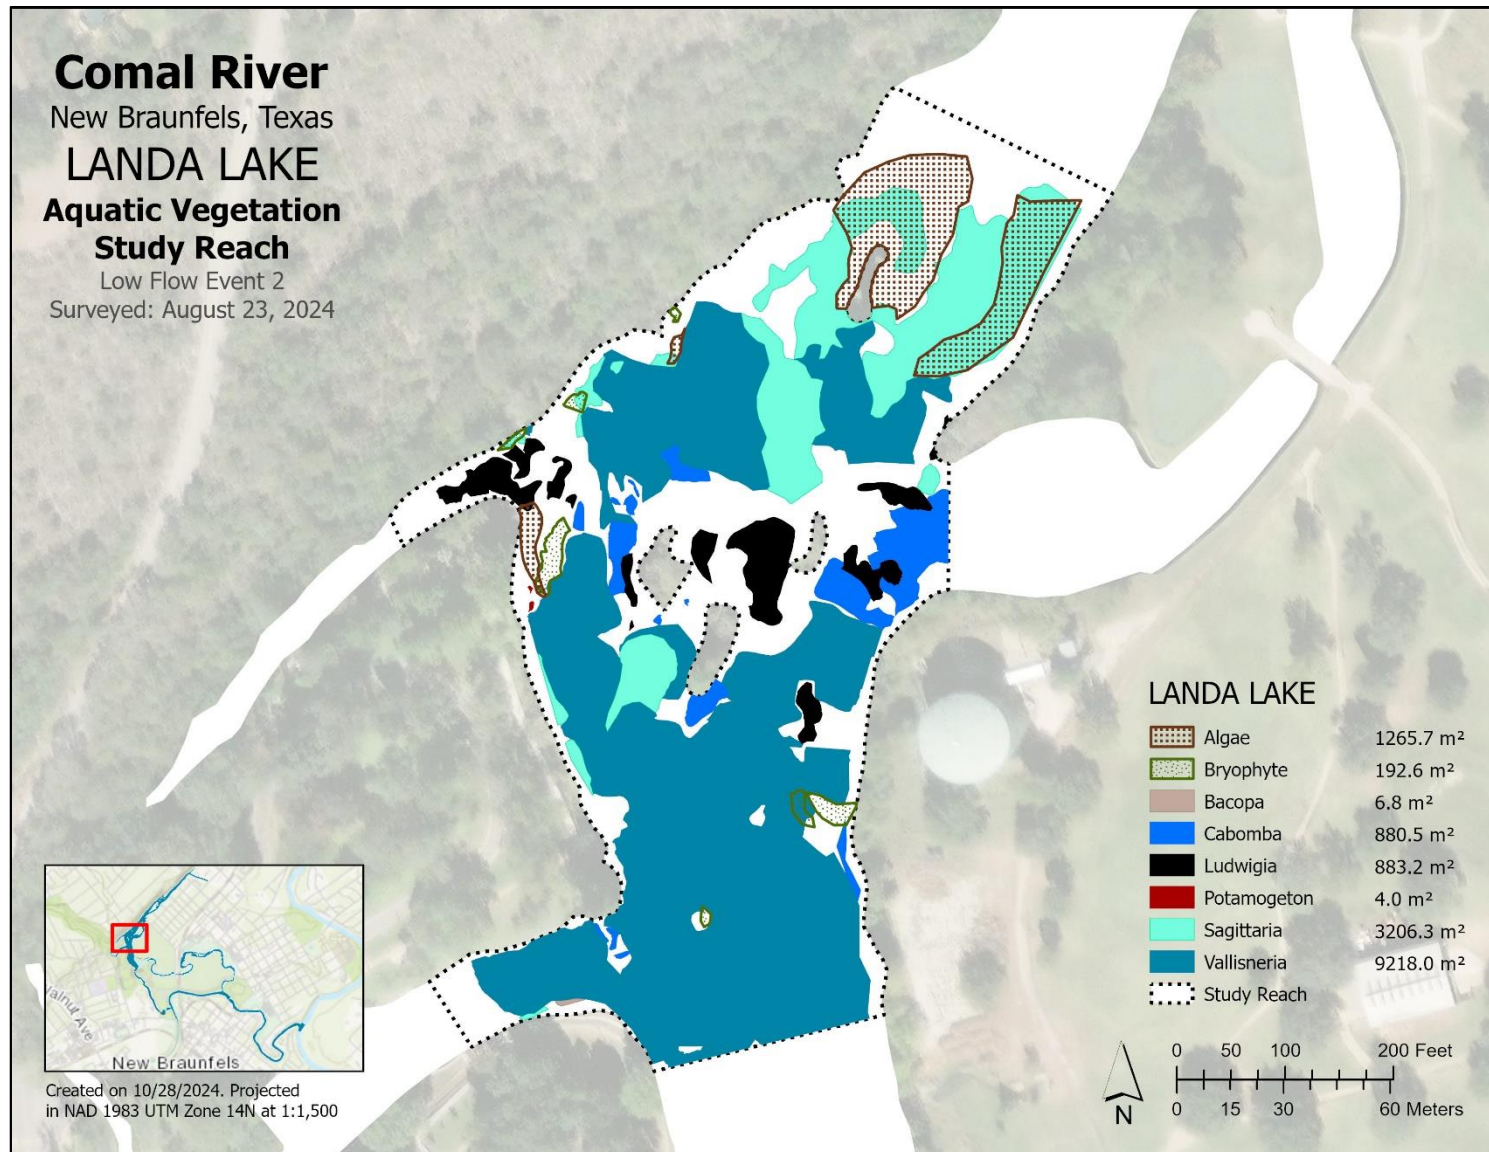 Comal River
New Braunfels, Texas
LANDA LAKE
Aquatic Vegetation
Study Reach
Low Flow Event 2
Surveyed: August 23, 2024
LANDA LAKE
Algae 1265.7 m²
Bryophyte 192.6 m²
Bacopa 6.8 m²
Cabomba 880.5 m²
Ludwigia 883.2 m²
Potamogeton 4.0 m²
Sagittaria 3206.3 m²
Vallisneria 9218.0 m²
Study Reach
0 50 100 200 Feet
0 15 30 60 Meters
N
Ave
New Braunfels
Created on 10/28/2024. Projected
in NAD 1983 UTM Zone 14N at 1:1,500